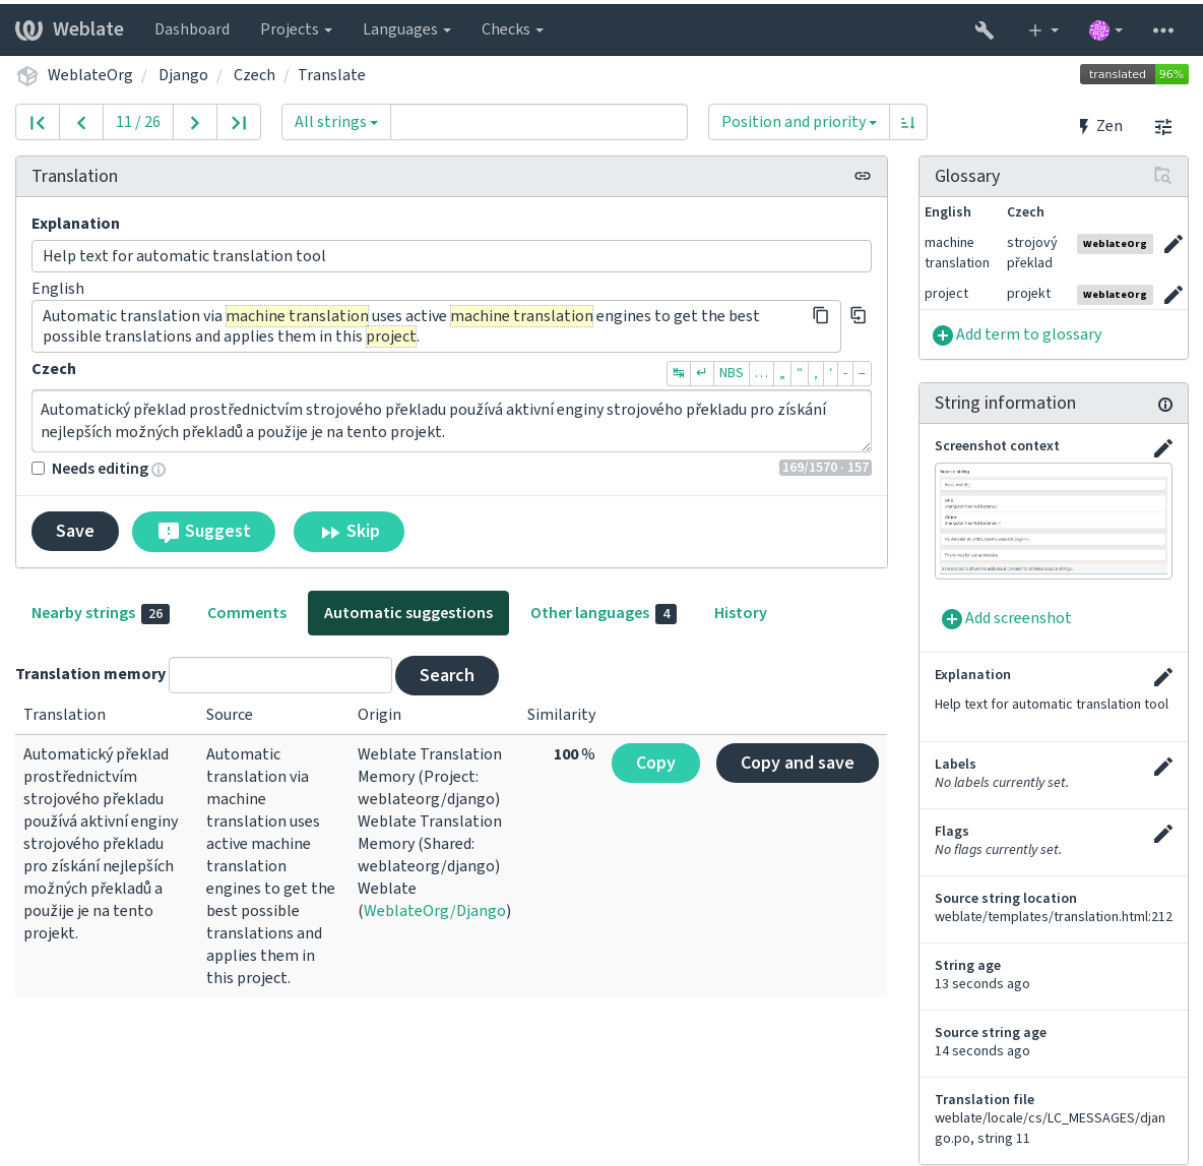 Weblate Dashboard Projects Languages Checks
WeblateOrg / Django / Czech / Translate
translated 96%
11 / 26 All strings Position and priority
Zen
Translation
Explanation
Help text for automatic translation tool
English
Automatic translation via machine translation uses active machine translation engines to get the best
possible translations and applies them in this project.
Czech
↹ ↵ NBS … „ “ ‚ ‘ - –
Automatický překlad prostřednictvím strojového překladu používá aktivní enginy strojového překladu pro získání
nejlepších možných překladů a použije je na tento projekt.
Needs editing
169/1570 · 157
Save Suggest Skip
Nearby strings 26 Comments Automatic suggestions Other languages 4 History
Translation memory Search
Translation Source Origin Similarity
Automatický překlad
prostřednictvím
strojového překladu
používá aktivní enginy
strojového překladu
pro získání nejlepších
možných překladů a
použije je na tento
projekt.
Automatic
translation via
machine
translation uses
active machine
translation
engines to get the
best possible
translations and
applies them in
this project.
Weblate Translation
Memory (Project:
weblateorg/django)
Weblate Translation
Memory (Shared:
weblateorg/django)
Weblate
(WeblateOrg/Django)
100 %
Copy Copy and save
Glossary
English Czech
machine
translation
strojový
překlad
WeblateOrg
project projekt WeblateOrg
Add term to glossary
String information
Screenshot context
Add screenshot
Explanation
Help text for automatic translation tool
Labels
No labels currently set.
Flags
No flags currently set.
Source string location
weblate/templates/translation.html:212
String age
13 seconds ago
Source string age
14 seconds ago
Translation file
weblate/locale/cs/LC_MESSAGES/djan
go.po, string 11